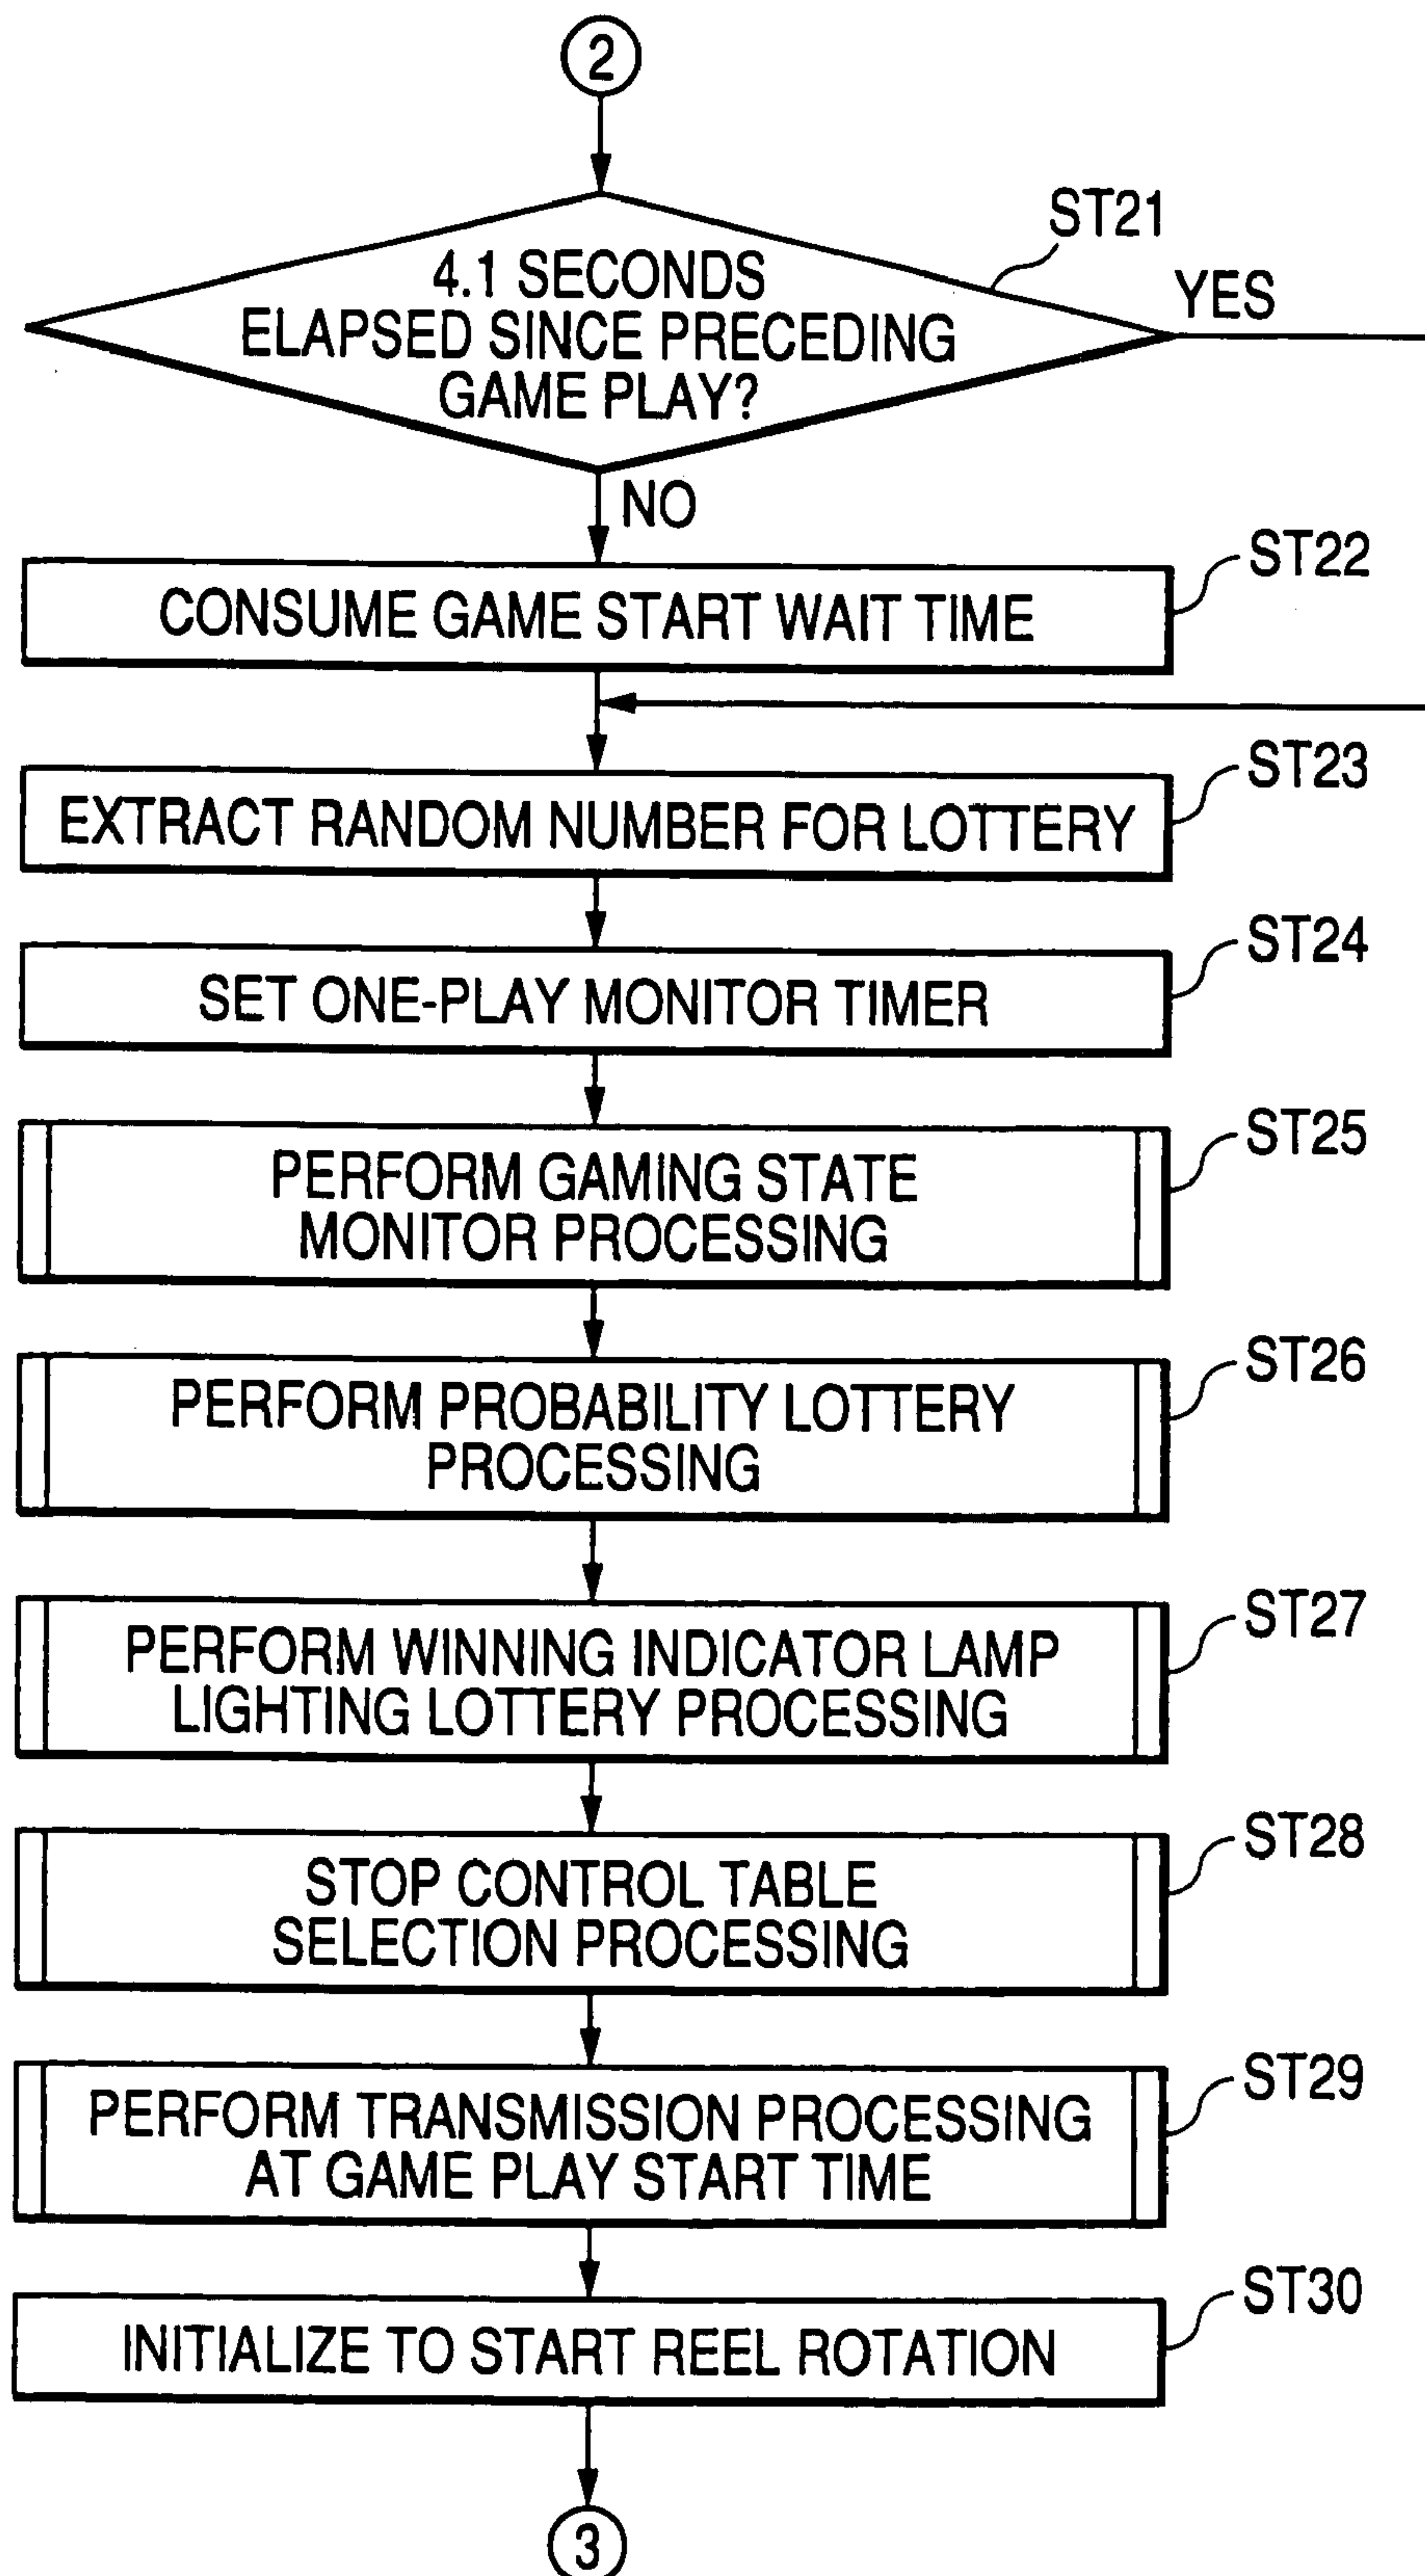 2
ST21
4.1 SECONDS
ELAPSED SINCE PRECEDING
GAME PLAY?
YES
NO
ST22
CONSUME GAME START WAIT TIME
ST23
EXTRACT RANDOM NUMBER FOR LOTTERY
ST24
SET ONE-PLAY MONITOR TIMER
ST25
PERFORM GAMING STATE
MONITOR PROCESSING
ST26
PERFORM PROBABILITY LOTTERY
PROCESSING
ST27
PERFORM WINNING INDICATOR LAMP
LIGHTING LOTTERY PROCESSING
ST28
STOP CONTROL TABLE
SELECTION PROCESSING
ST29
PERFORM TRANSMISSION PROCESSING
AT GAME PLAY START TIME
ST30
INITIALIZE TO START REEL ROTATION
3